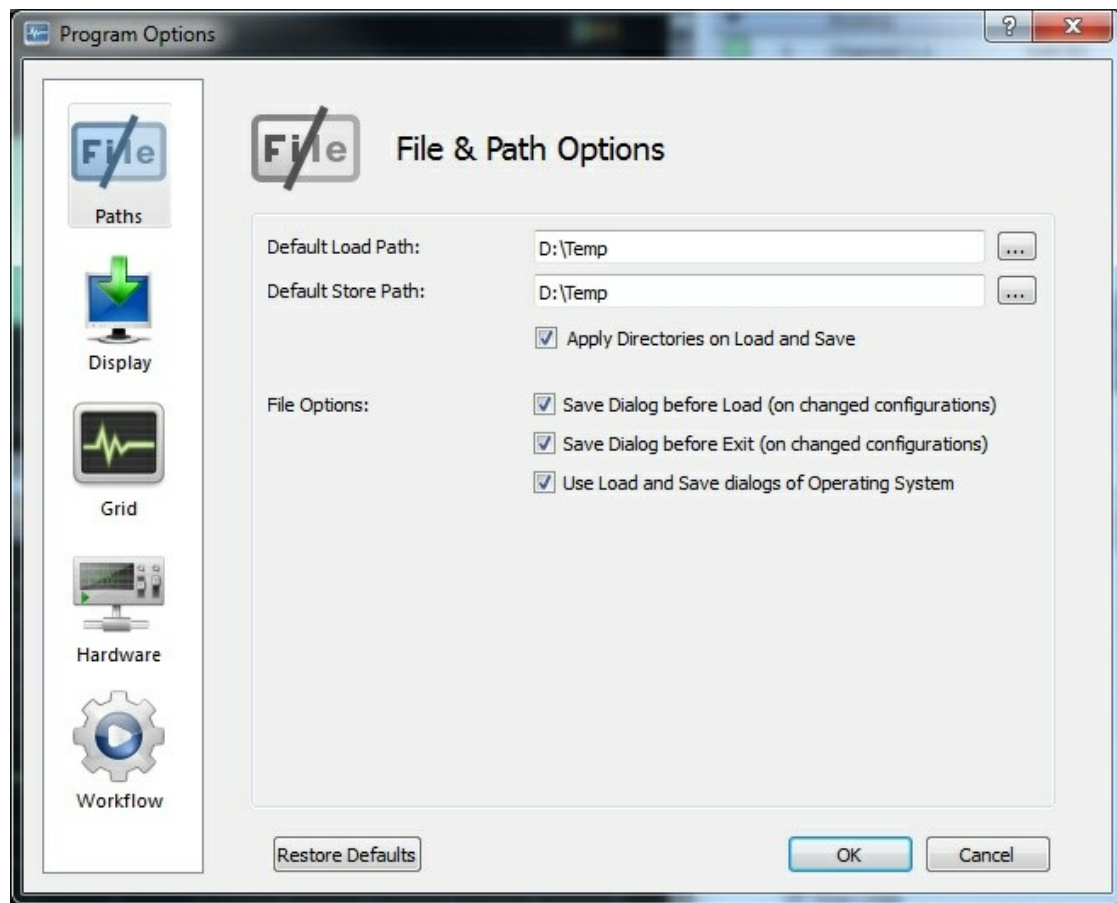 Program Options
File
Paths
Display
Grid
Hardware
Workflow
File
File & Path Options
Default Load Path:
D:\Temp
...
Default Store Path:
D:\Temp
...
Apply Directories on Load and Save
File Options:
Save Dialog before Load (on changed configurations)
Save Dialog before Exit (on changed configurations)
Use Load and Save dialogs of Operating System
Restore Defaults
OK
Cancel